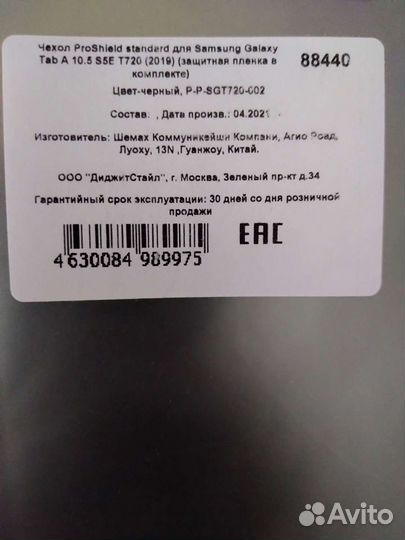 Чехол ProShield standard для Samsung Galaxy
Tab A 10.5 S5E T720 (2019) (защитная пленка в
комплекте)
88440
Цвет-черный, P-P-SGT720-002
Состав. , Дата произв.: 04.2021
Изготовитель: Шемах Коммуникейши Компани, Агио Роад,
Луоху, 13N ,Гуанжоу, Китай.
ООО "ДиджитСтайл", г. Москва, Зеленый пр-кт д.34
Гарантийный срок эксплуатации: 30 дней со дня розничной
продажи
4 630084 989975
EAC
Avito